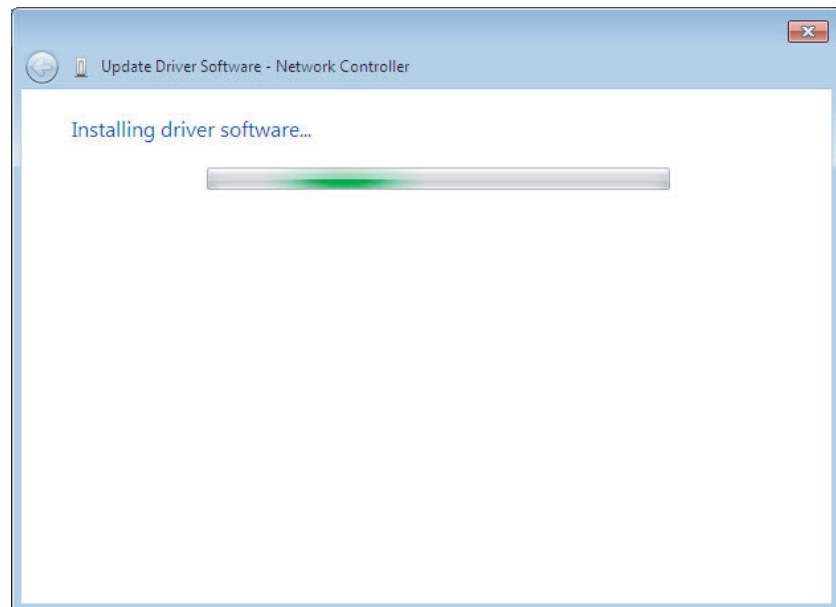 Update Driver Software - Network Controller
Installing driver software...